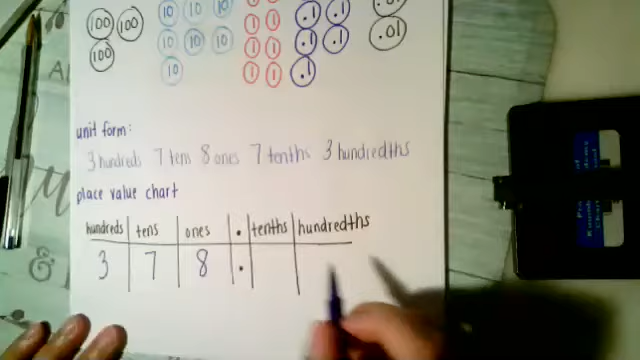 10 10 10 1 1 .1 .1 .01
100 100 10 10 10 1 1 .1 .1 .01
100 10 1 1 .1
unit form:
3 hundreds 7 tens 8 ones 7 tenths 3 hundredths
place value chart
hundreds tens ones . tenths hundredths
3 7 8 .